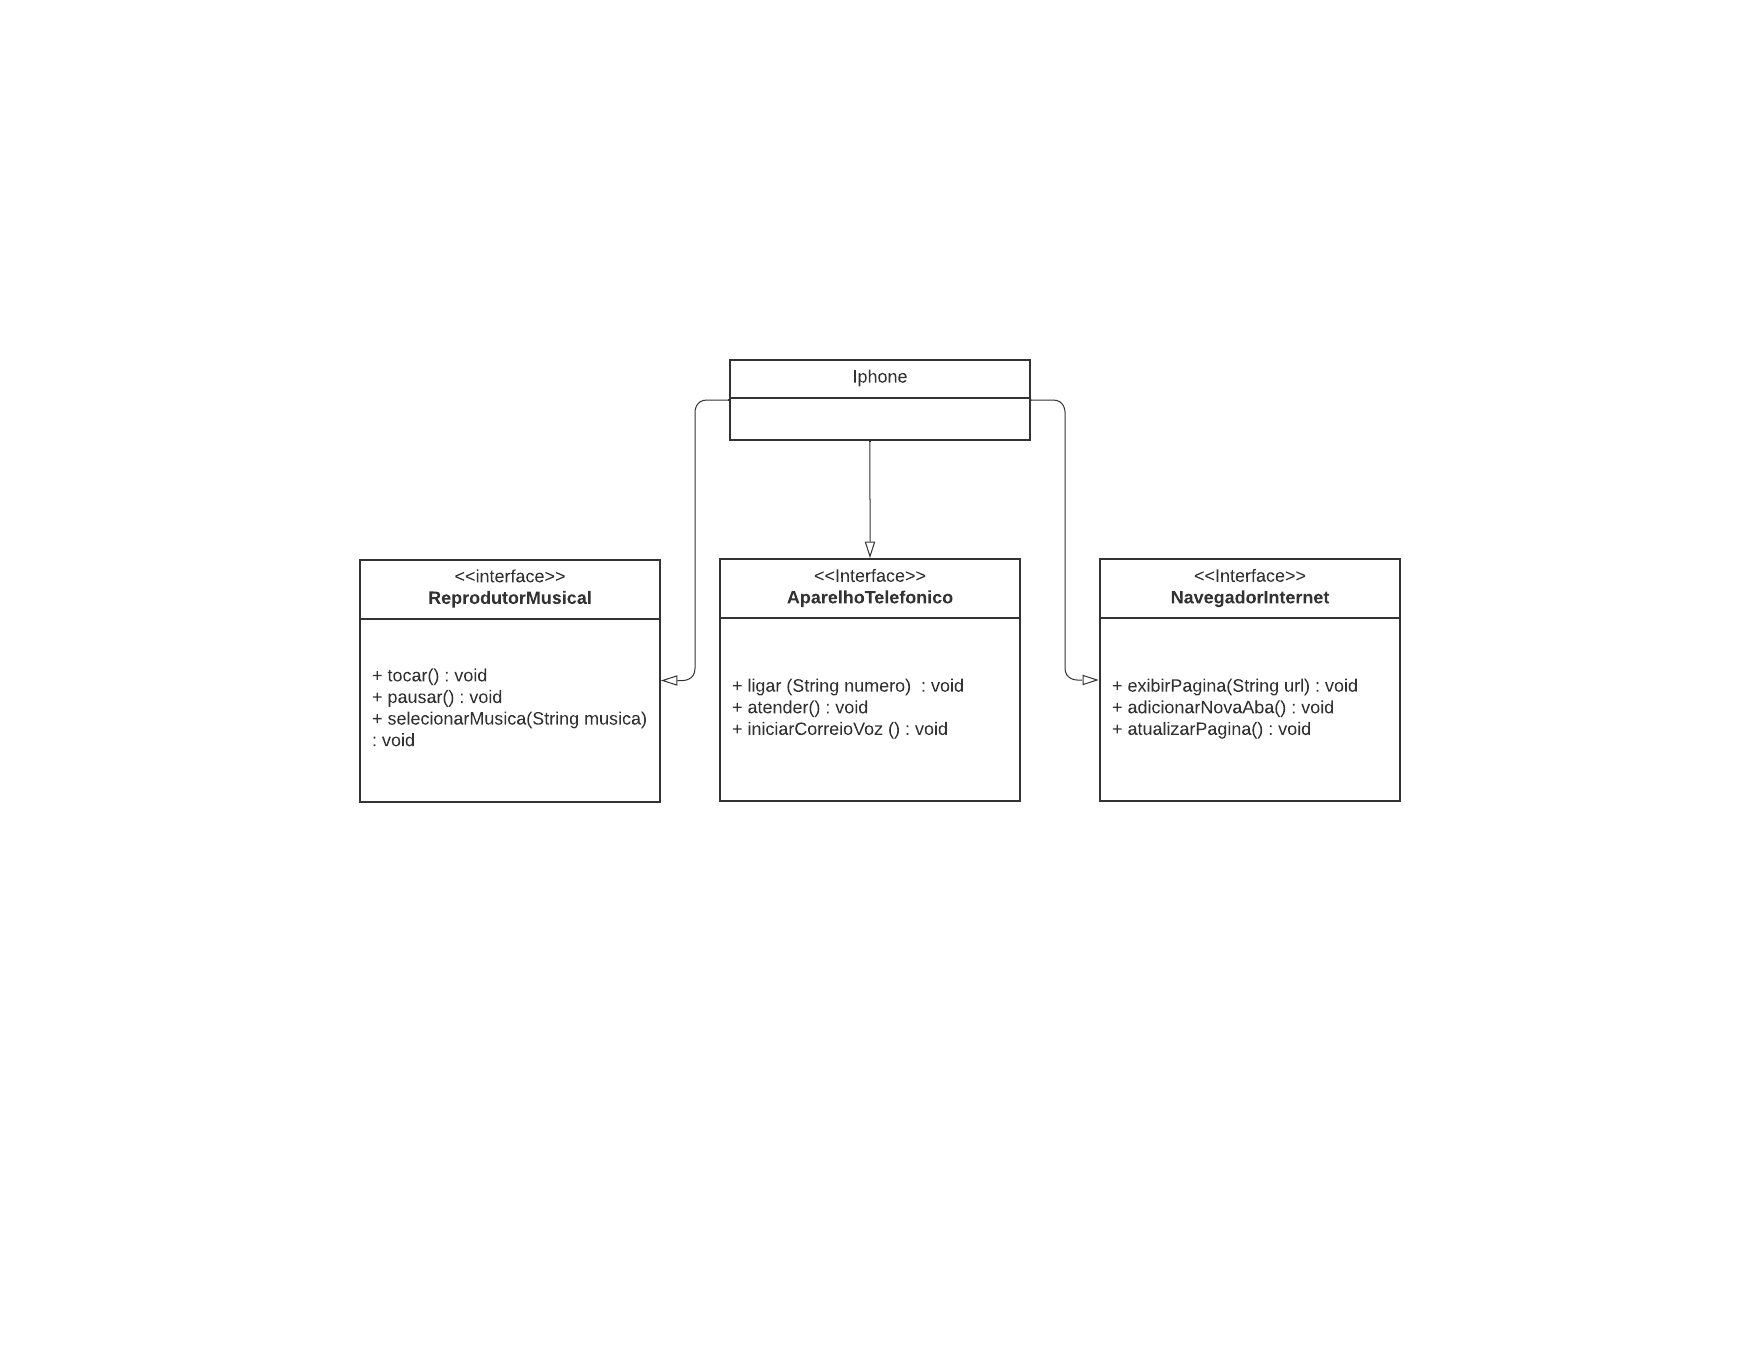 Iphone
<<interface>>
ReprodutorMusical
+ tocar() : void
+ pausar() : void
+ selecionarMusica(String musica)
: void
<<Interface>>
AparelhoTelefonico
+ ligar (String numero)  : void
+ atender() : void
+ iniciarCorreioVoz () : void
<<Interface>>
NavegadorInternet
+ exibirPagina(String url) : void
+ adicionarNovaAba() : void
+ atualizarPagina() : void